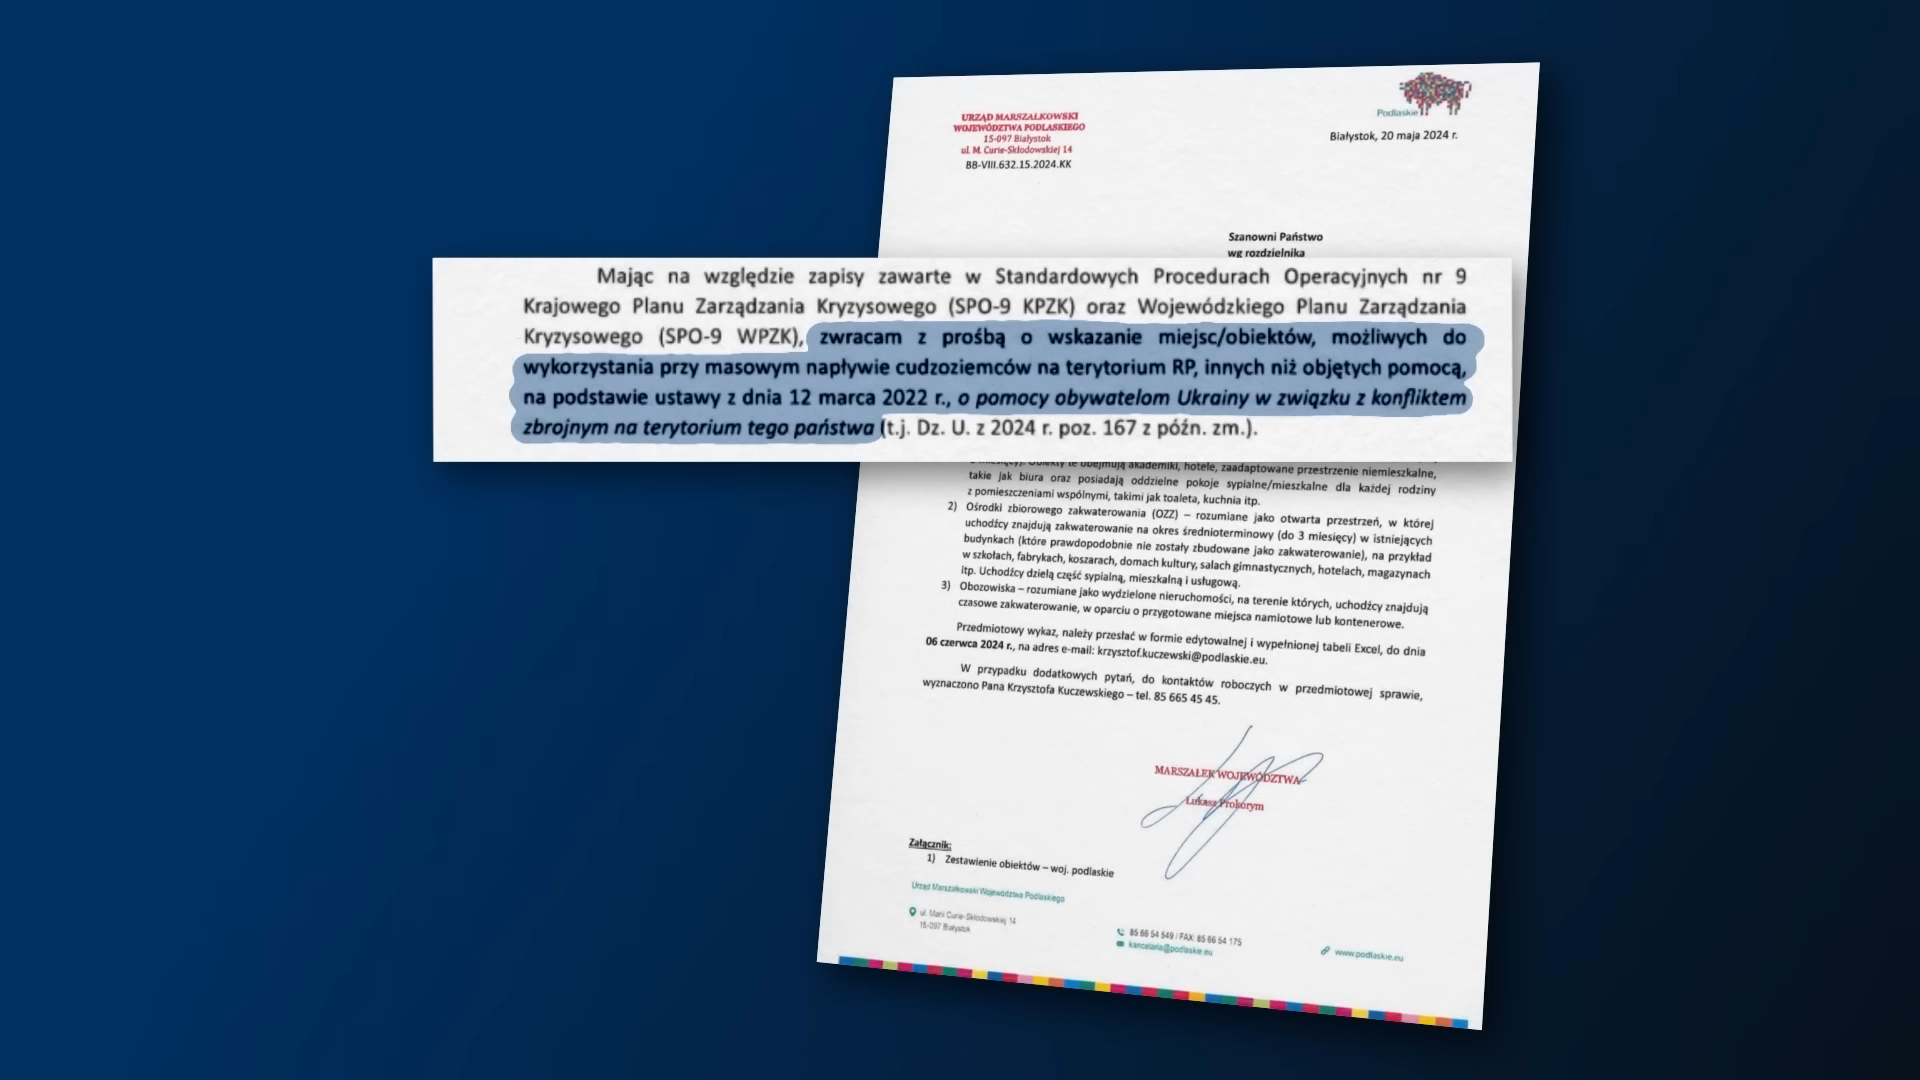 Podlaskie
URZĄD MARSZAŁKOWSKI
WOJEWÓDZTWA PODLASKIEGO
15-097 Białystok
ul. M. Curie-Skłodowskiej 14
BB-VIII.632.15.2024.KK
Białystok, 20 maja 2024 r.
Szanowni Państwo
wg rozdzielnika
Mając na względzie zapisy zawarte w Standardowych Procedurach Operacyjnych nr 9
Krajowego Planu Zarządzania Kryzysowego (SPO-9 KPZK) oraz Wojewódzkiego Planu Zarządzania
Kryzysowego (SPO-9 WPZK), zwracam z prośbą o wskazanie miejsc/obiektów, możliwych do
wykorzystania przy masowym napływie cudzoziemców na terytorium RP, innych niż objętych pomocą,
na podstawie ustawy z dnia 12 marca 2022 r., o pomocy obywatelom Ukrainy w związku z konfliktem
zbrojnym na terytorium tego państwa (t.j. Dz. U. z 2024 r. poz. 167 z późn. zm.).
Obiekty te obejmują akademiki, hotele, zaadaptowane przestrzenie niemieszkalne,
takie jak biura oraz posiadają oddzielne pokoje sypialne/mieszkalne dla każdej rodziny
z pomieszczeniami wspólnymi, takimi jak toaleta, kuchnia itp.
2) Ośrodki zbiorowego zakwaterowania (OZZ) – rozumiane jako otwarta przestrzeń, w której
uchodźcy znajdują zakwaterowanie na okres średnioterminowy (do 3 miesięcy) w istniejących
budynkach (które prawdopodobnie nie zostały zbudowane jako zakwaterowanie), na przykład
w szkołach, fabrykach, koszarach, domach kultury, salach gimnastycznych, hotelach, magazynach
itp. Uchodźcy dzielą część sypialną, mieszkalną i usługową.
3) Obozowiska – rozumiane jako wydzielone nieruchomości, na terenie których, uchodźcy znajdują
czasowe zakwaterowanie, w oparciu o przygotowane miejsca namiotowe lub kontenerowe.
Przedmiotowy wykaz, należy przesłać w formie edytowalnej i wypełnionej tabeli Excel, do dnia
06 czerwca 2024 r., na adres e-mail: krzysztof.kuczewski@podlaskie.eu.
W przypadku dodatkowych pytań, do kontaktów roboczych w przedmiotowej sprawie,
wyznaczono Pana Krzysztofa Kuczewskiego – tel. 85 665 45 45.
MARSZAŁEK WOJEWÓDZTWA
Łukasz Prokorym
Załącznik:
1) Zestawienie obiektów – woj. podlaskie
Urząd Marszałkowski Województwa Podlaskiego
ul. Marii Curie-Skłodowskiej 14
15-097 Białystok
85 66 54 549 / FAX: 85 66 54 175
kancelaria@podlaskie.eu
www.podlaskie.eu